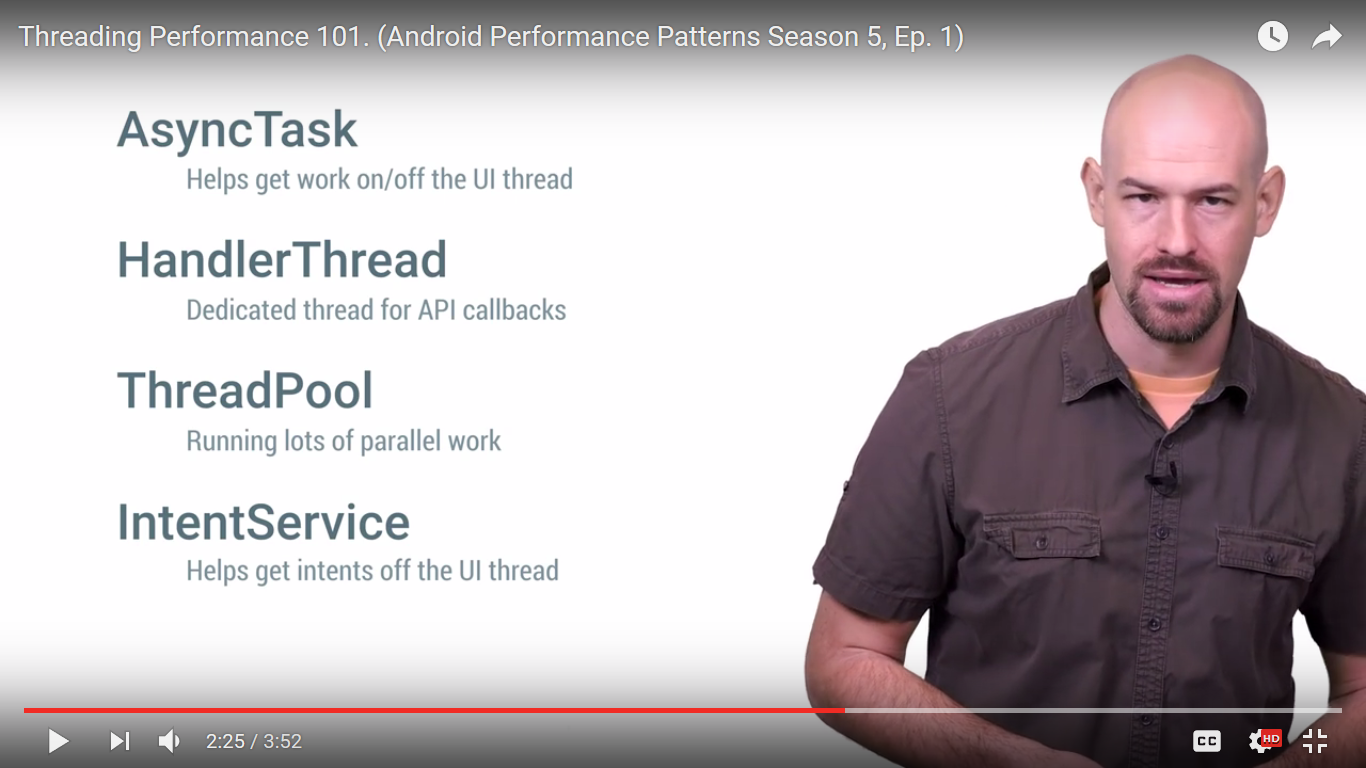 Threading Performance 101. (Android Performance Patterns Season 5, Ep. 1)
AsyncTask
Helps get work on/off the UI thread
HandlerThread
Dedicated thread for API callbacks
ThreadPool
Running lots of parallel work
IntentService
Helps get intents off the UI thread
2:25 / 3:52
CC
HD